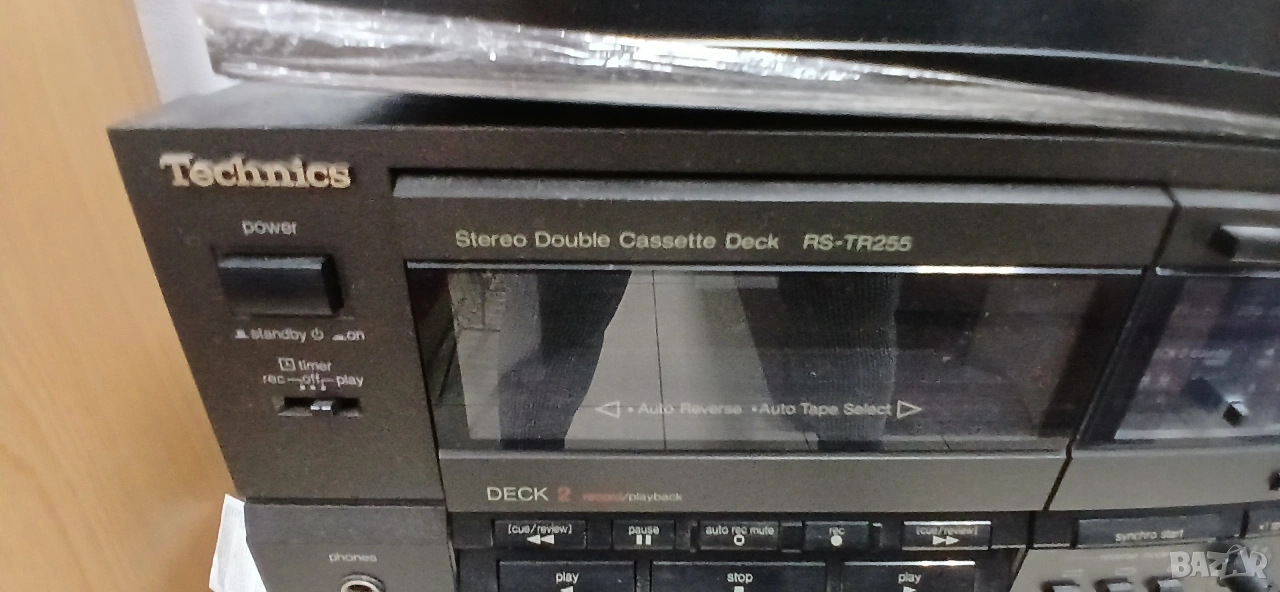 Technics
power
standby on
timer
rec off play
Stereo Double Cassette Deck RS-TR255
• Auto Reverse • Auto Tape Select
DECK 2 record/playback
(cue/review) pause auto rec mute rec (cue/review)
synchro start
phones
play stop play
BAZAR